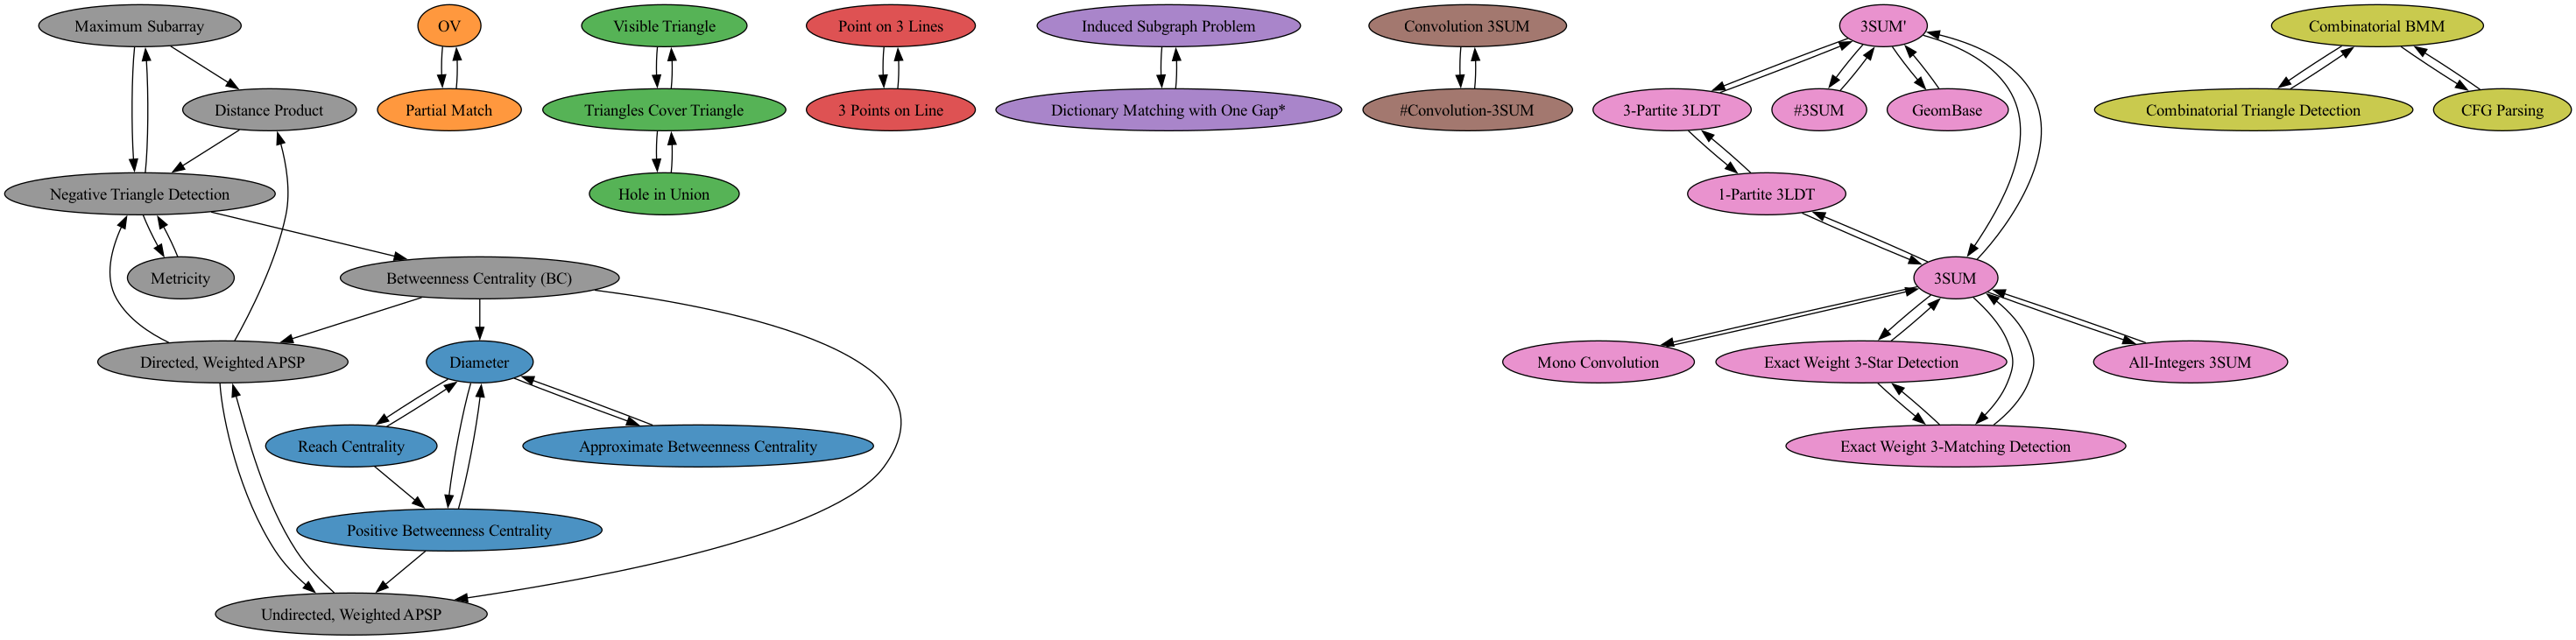 Maximum Subarray
OV
Visible Triangle
Point on 3 Lines
Induced Subgraph Problem
Convolution 3SUM
3SUM'
Combinatorial BMM
Distance Product
Partial Match
Triangles Cover Triangle
3 Points on Line
Dictionary Matching with One Gap*
#Convolution-3SUM
3-Partite 3LDT
#3SUM
GeomBase
Combinatorial Triangle Detection
CFG Parsing
Negative Triangle Detection
Hole in Union
1-Partite 3LDT
Metricity
Betweenness Centrality (BC)
3SUM
Directed, Weighted APSP
Diameter
Mono Convolution
Exact Weight 3-Star Detection
All-Integers 3SUM
Reach Centrality
Approximate Betweenness Centrality
Exact Weight 3-Matching Detection
Positive Betweenness Centrality
Undirected, Weighted APSP